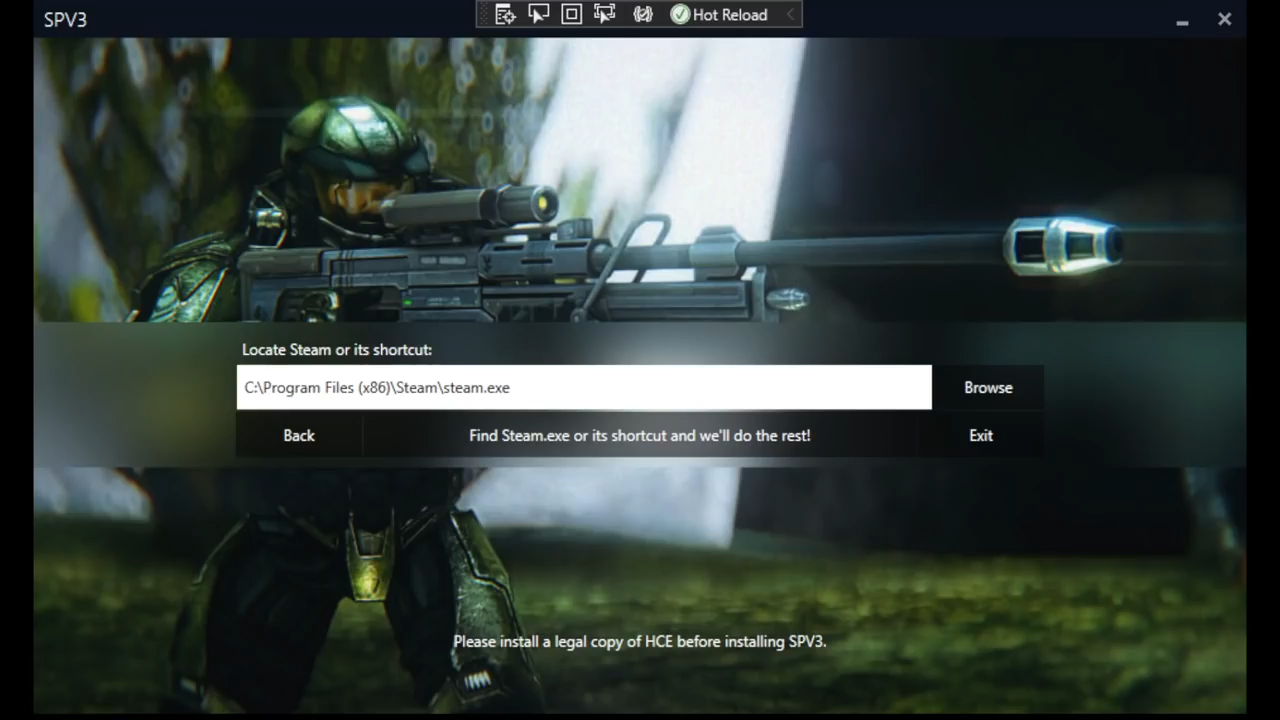 SPV3
Hot Reload
Locate Steam or its shortcut:
C:\Program Files (x86)\Steam\steam.exe
Browse
Back
Find Steam.exe or its shortcut and we'll do the rest!
Exit
Please install a legal copy of HCE before installing SPV3.